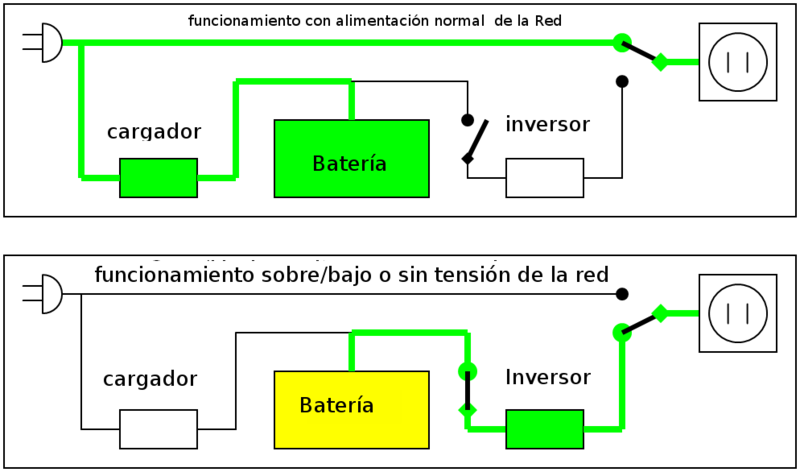 funcionamiento con alimentación normal de la Red
cargador
inversor
Batería
funcionamiento sobre/bajo o sin tensión de la red
cargador
Inversor
Batería